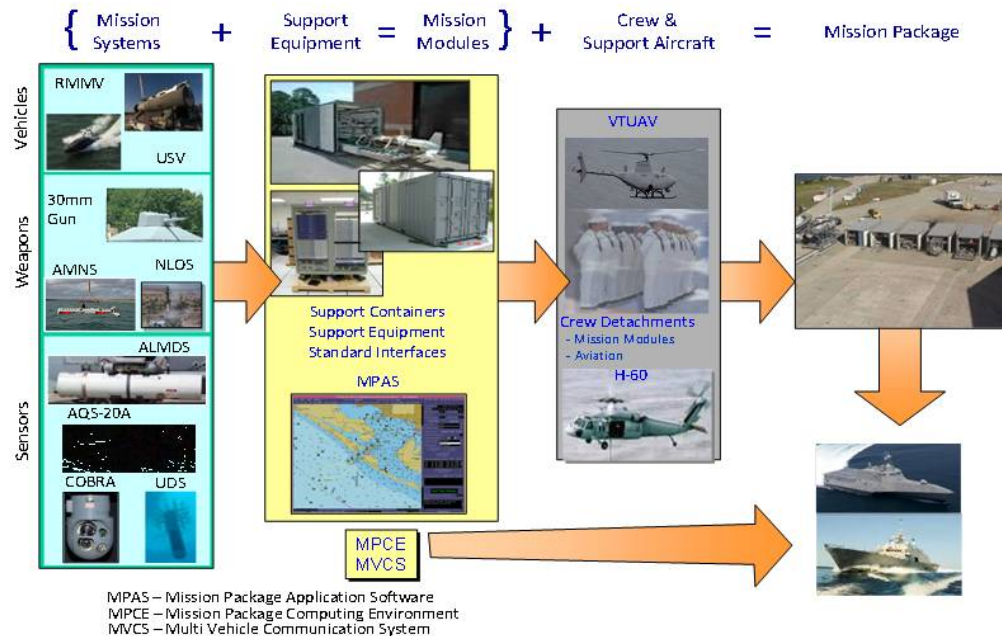 { Mission Systems + Support Equipment = Mission Modules } + Crew & Support Aircraft = Mission Package
Vehicles
RMMV
USV
Weapons
30mm
Gun
AMNS
NLOS
Sensors
ALMDS
AQS-20A
COBRA
UDS
Support Containers
Support Equipment
Standard Interfaces
MPAS
VTUAV
Crew Detachments
- Mission Modules
- Aviation
H-60
MPCE
MVCS
MPAS – Mission Package Application Software
MPCE – Mission Package Computing Environment
MVCS – Multi Vehicle Communication System